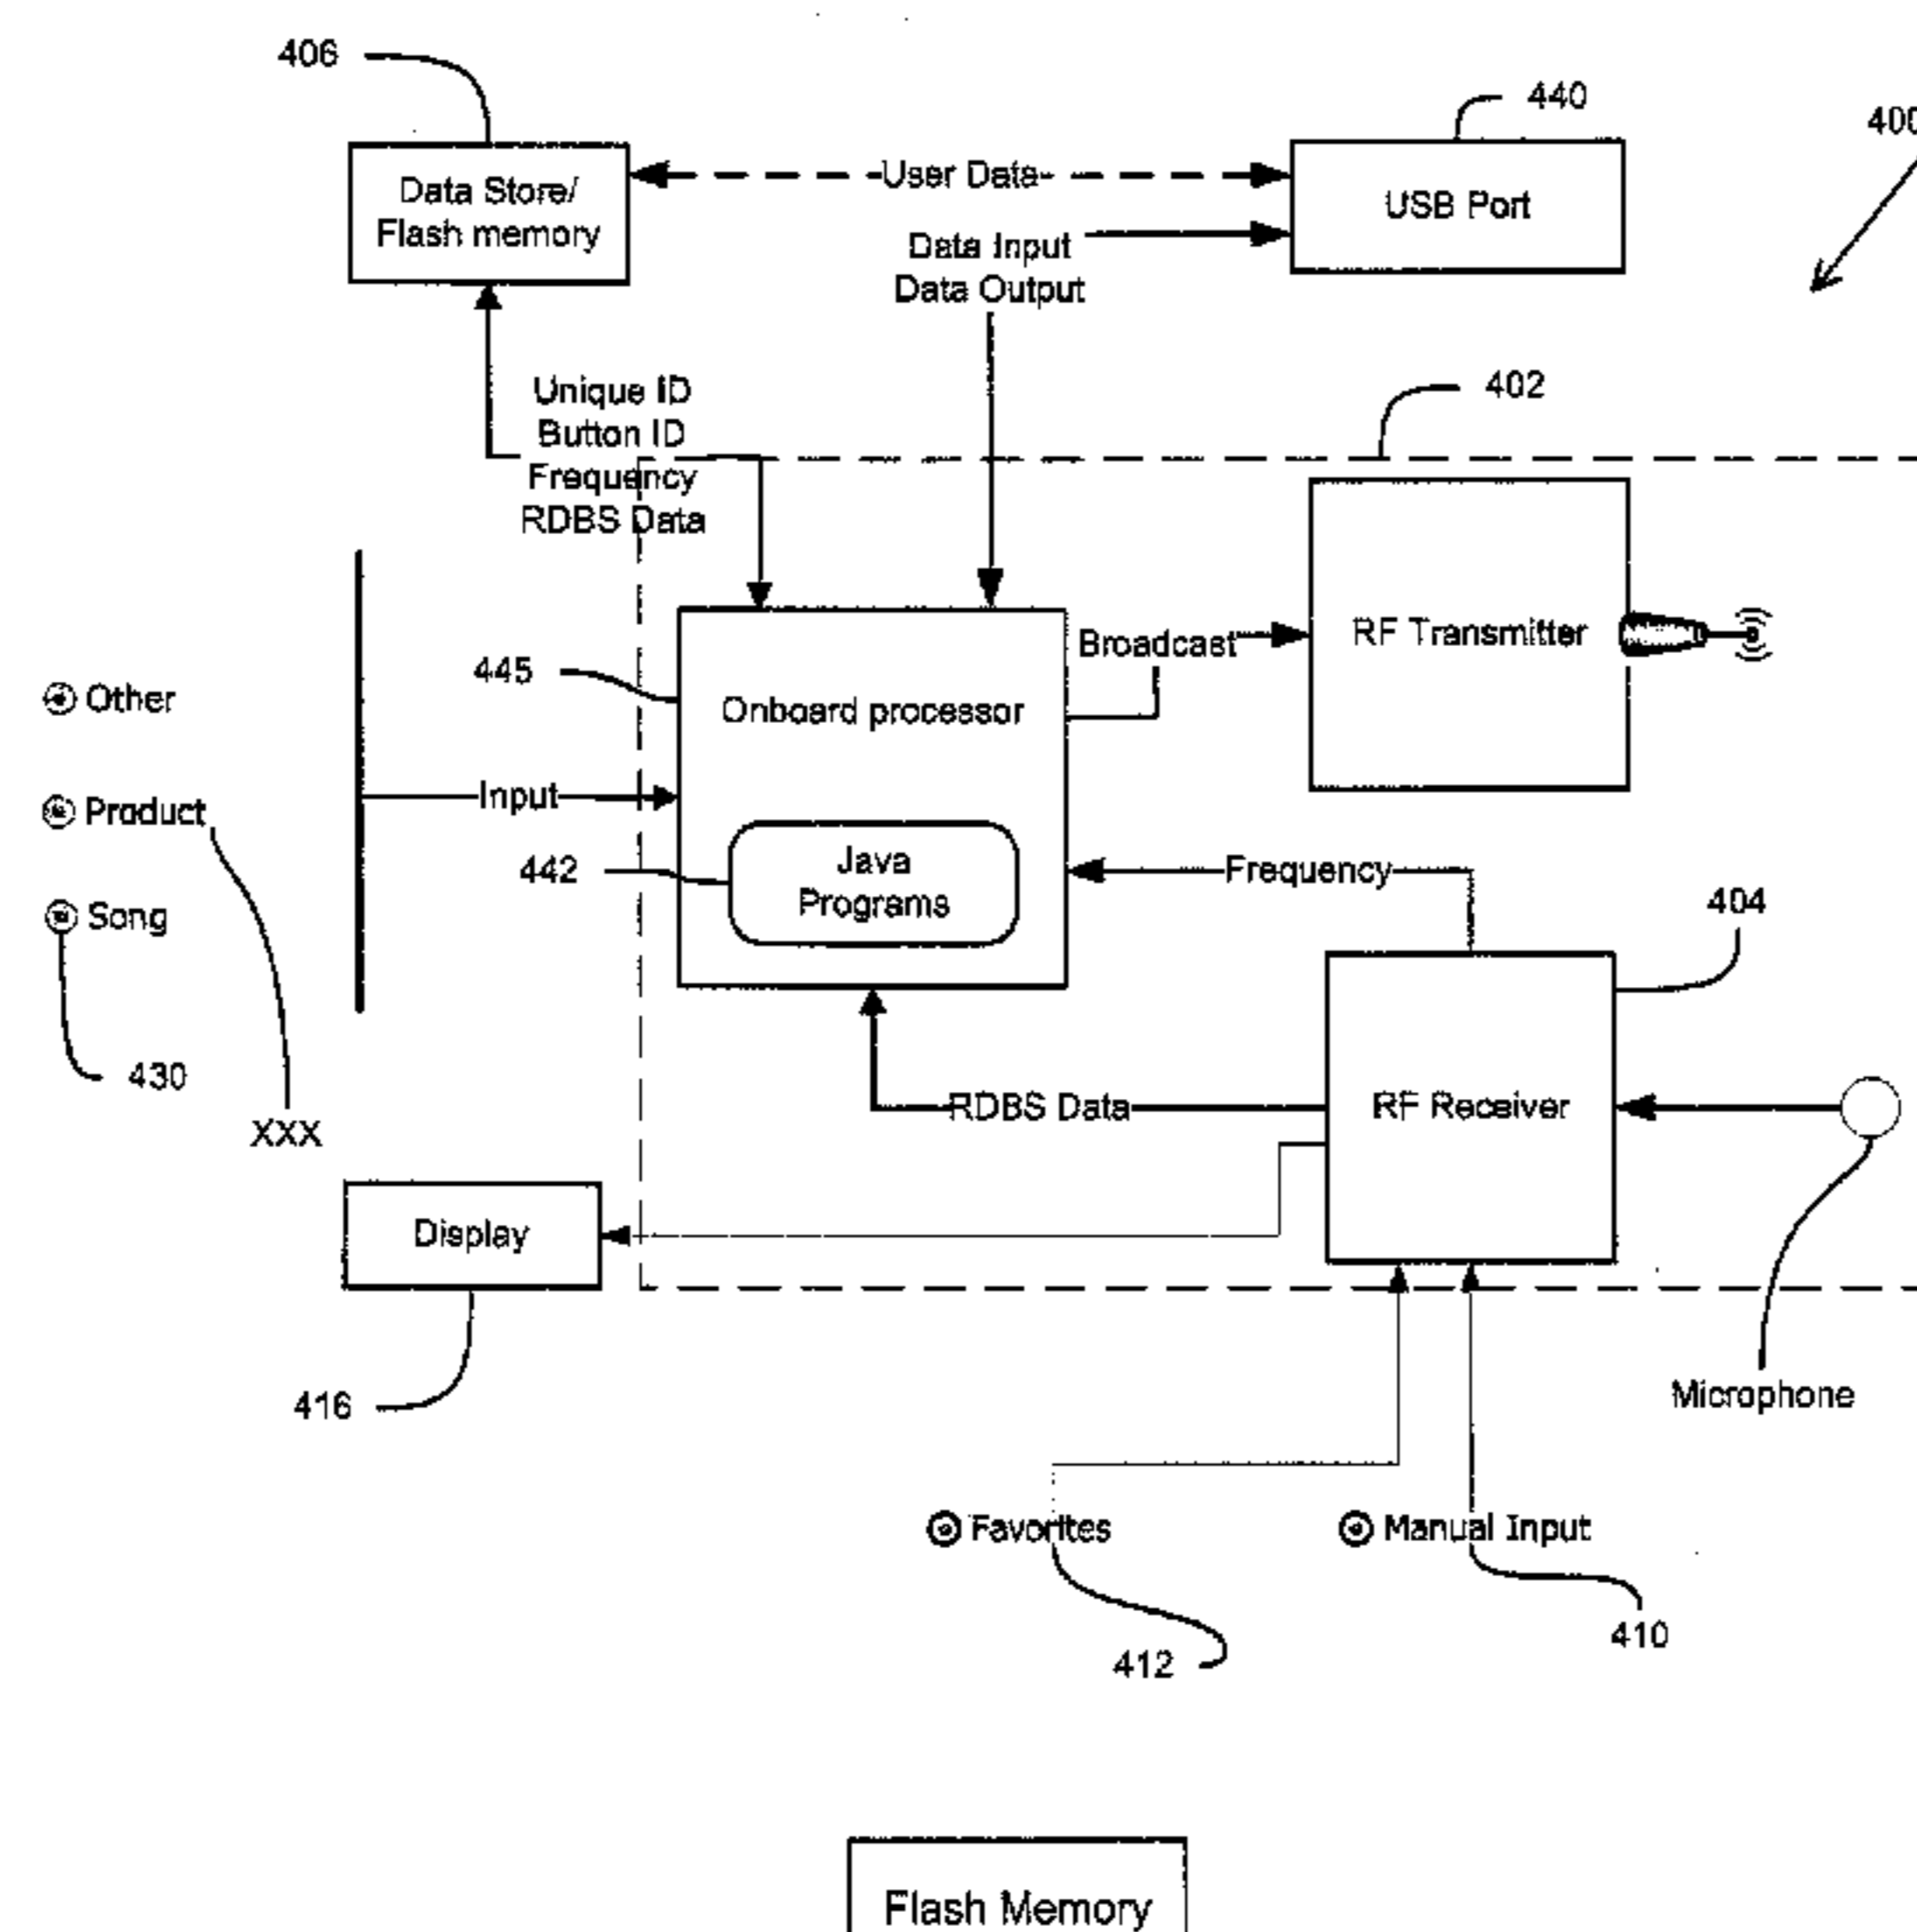 406
440
400
Data Store/
Flash memory
User Data
USB Port
Data Input
Data Output
Unique ID
Button ID
Frequency
RDBS Data
402
RF Transmitter
Broadcast
445
Onboard processor
Other
Input
Product
442
Java
Programs
Frequency
404
Song
430
RDBS Data
RF Receiver
XXX
Display
416
Microphone
Favorites
Manual Input
410
412
Flash Memory